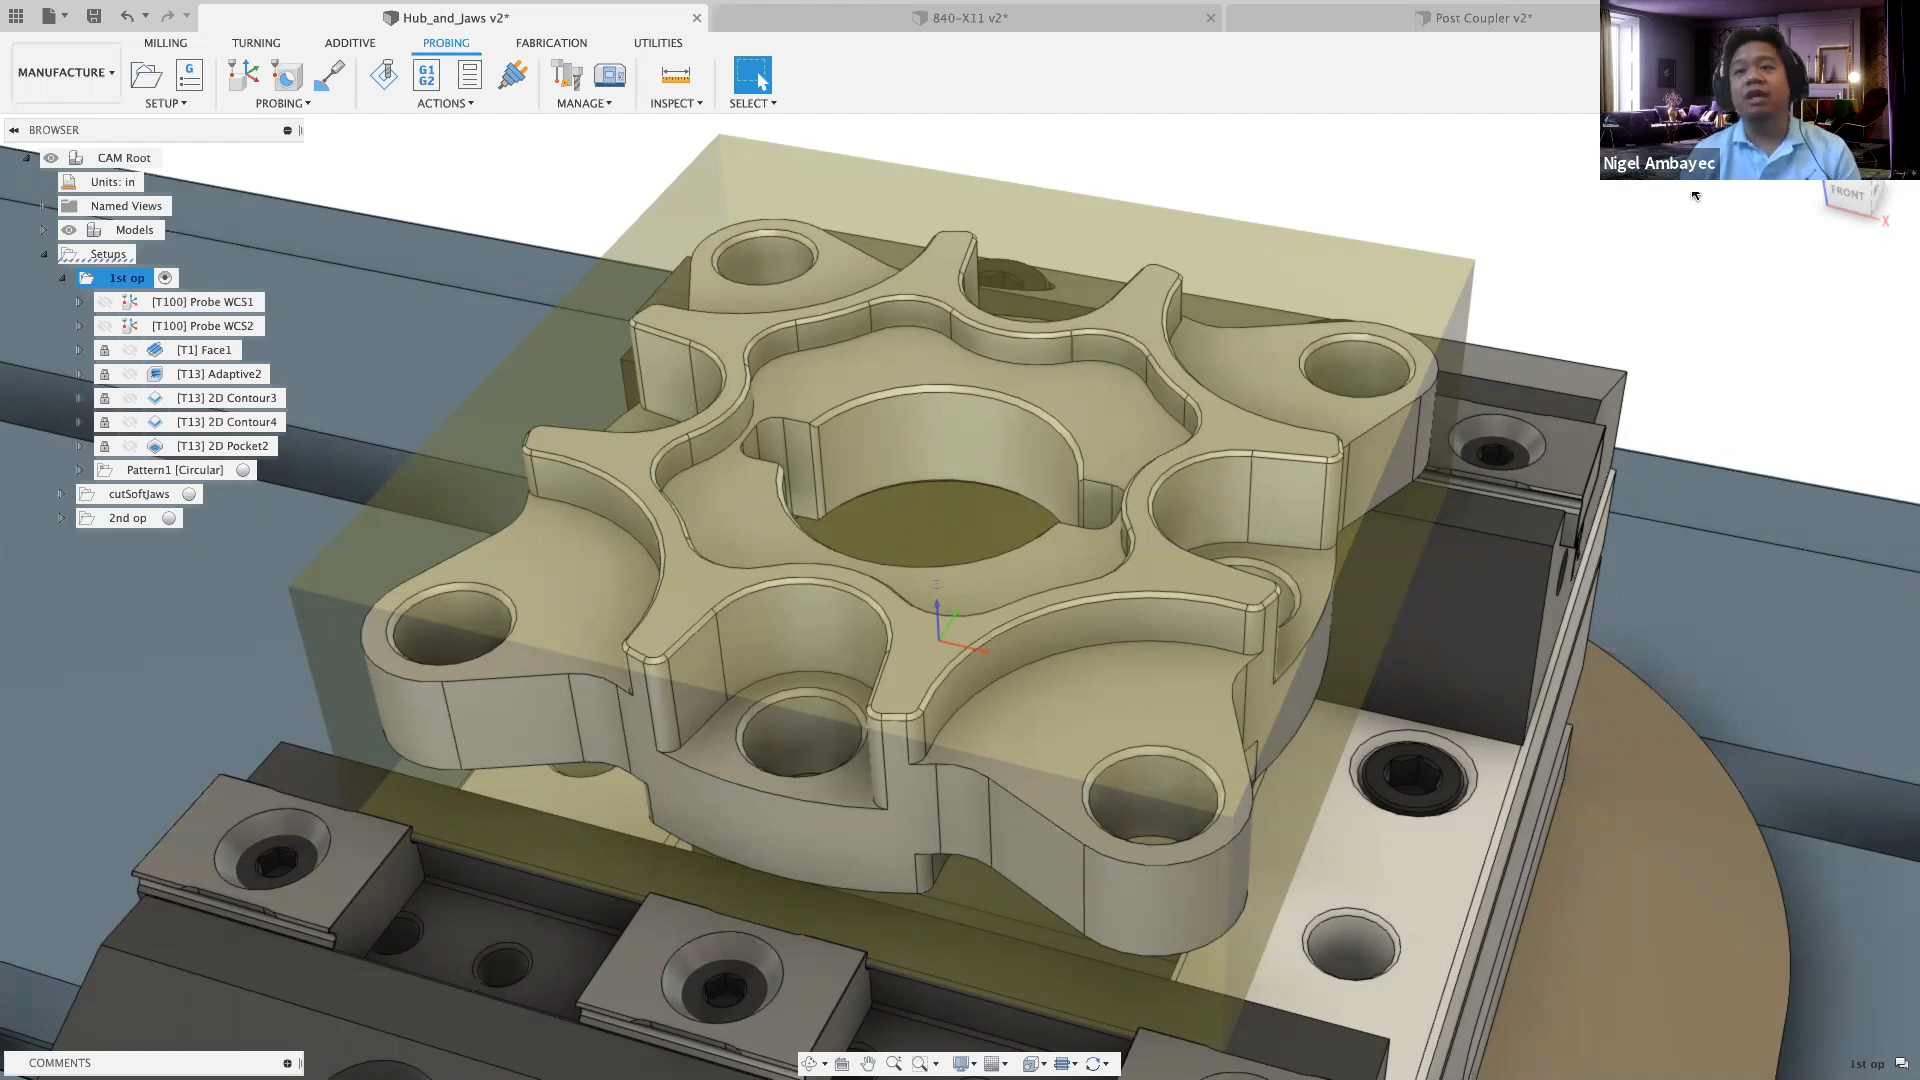 Hub_and_Jaws v2*
840-X11 v2*
Post Coupler v2*
MANUFACTURE
MILLING
TURNING
ADDITIVE
PROBING
FABRICATION
UTILITIES
G
G1
G2
SETUP
PROBING
ACTIONS
MANAGE
INSPECT
SELECT
Nigel Ambayec
FRONT
X
BROWSER
CAM Root
Units: in
Named Views
Models
Setups
1st op
[T100] Probe WCS1
[T100] Probe WCS2
[T1] Face1
[T13] Adaptive2
[T13] 2D Contour3
[T13] 2D Contour4
[T13] 2D Pocket2
Pattern1 [Circular]
cutSoftJaws
2nd op
COMMENTS
1st op